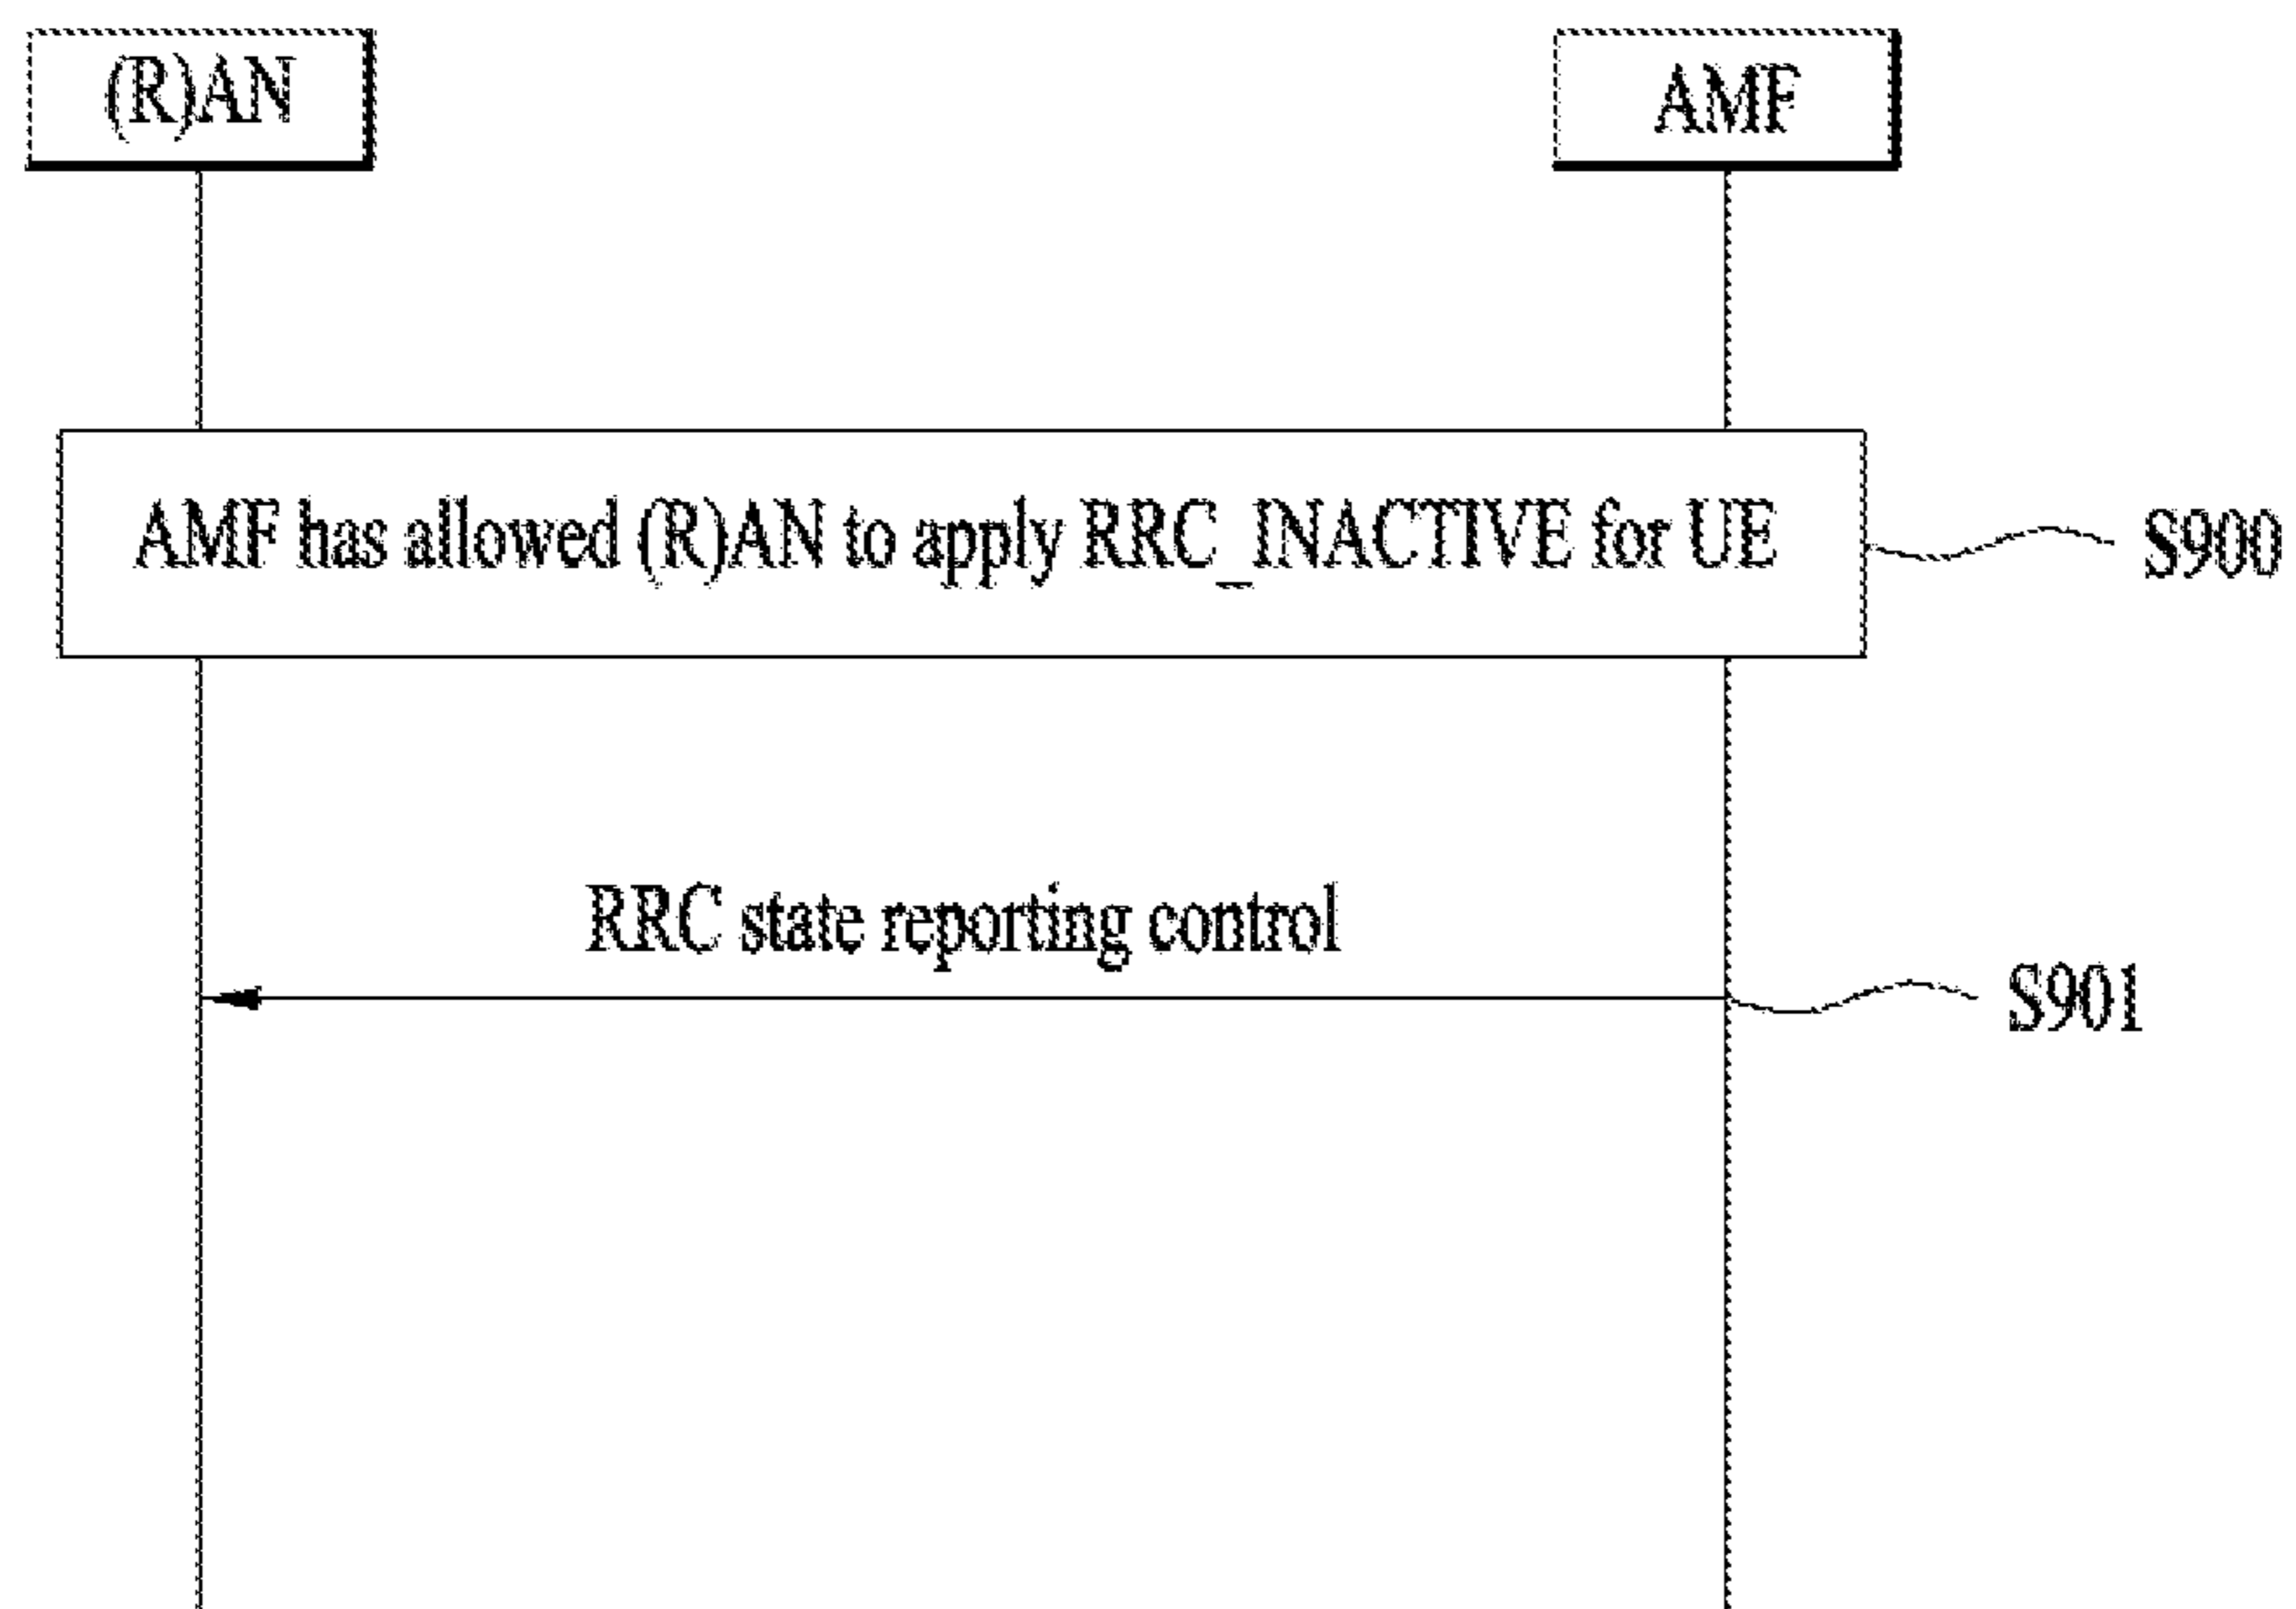 (R)AN
AMF
AMF has allowed (R)AN to apply RRC_INACTIVE for UE
S900
RRC state reporting control
S901